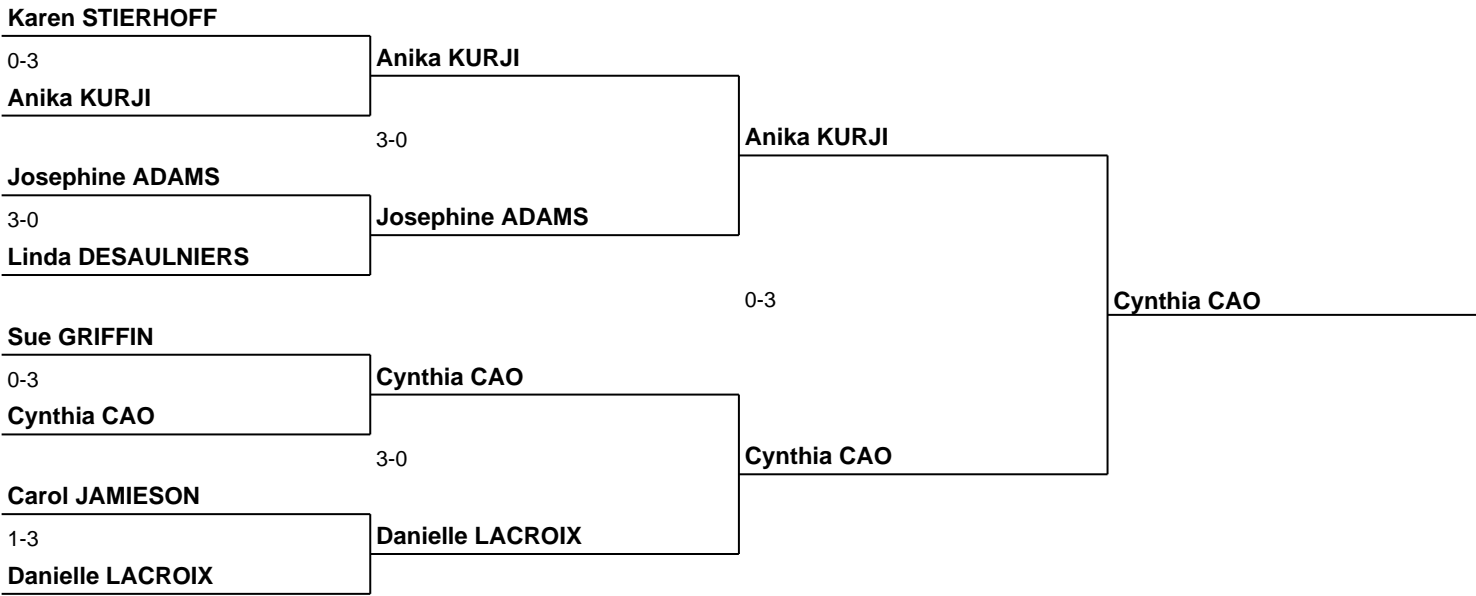 Karen STIERHOFF
0-3
Anika KURJI
Anika KURJI
3-0
Anika KURJI
Josephine ADAMS
3-0
Josephine ADAMS
Linda DESAULNIERS
0-3
Cynthia CAO
Sue GRIFFIN
0-3
Cynthia CAO
Cynthia CAO
3-0
Cynthia CAO
Carol JAMIESON
1-3
Danielle LACROIX
Danielle LACROIX